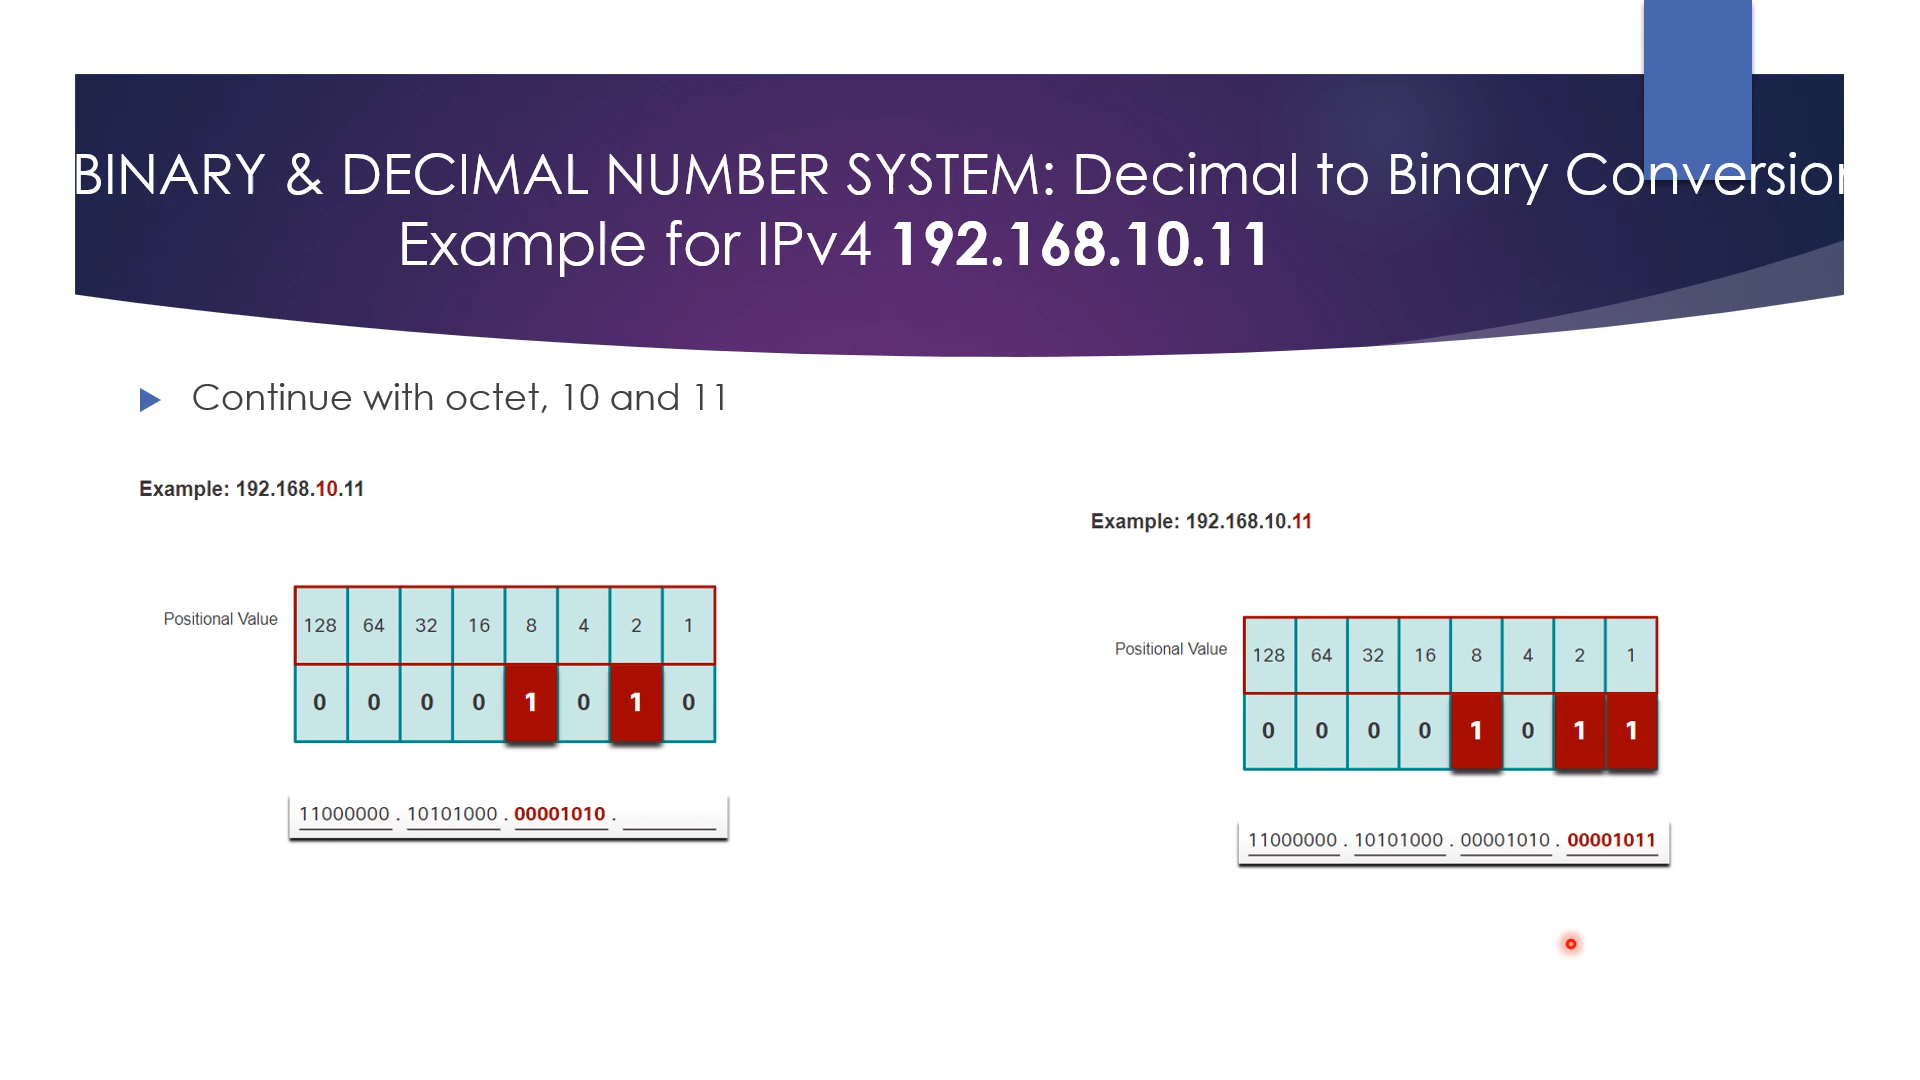 BINARY & DECIMAL NUMBER SYSTEM: Decimal to Binary Conversion
Example for IPv4 192.168.10.11
Continue with octet, 10 and 11
Example: 192.168.10.11
Positional Value
128 64 32 16 8 4 2 1
0 0 0 0 1 0 1 0
11000000 . 10101000 . 00001010 .
Example: 192.168.10.11
Positional Value
128 64 32 16 8 4 2 1
0 0 0 0 1 0 1 1
11000000 . 10101000 . 00001010 . 00001011